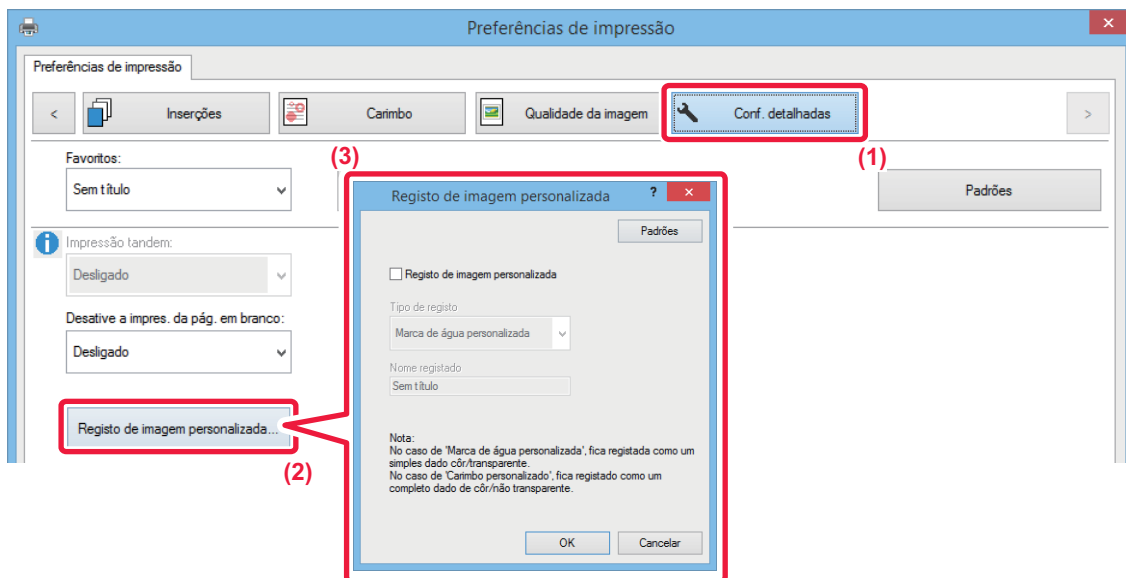 Preferências de impressão
Preferências de impressão
<
Inserções
Carimbo
Qualidade da imagem
Conf. detalhadas
>
(1)
Favoritos:
Sem título
Padrões
(3)
Impressão tandem:
Desligado
Desative a impres. da pág. em branco:
Desligado
Registo de imagem personalizada...
(2)
Registo de imagem personalizada
?
Padrões
Registo de imagem personalizada
Tipo de registo
Marca de água personalizada
Nome registado
Sem título
Nota:
No caso de 'Marca de água personalizada', fica registada como um
simples dado côr/transparente.
No caso de 'Carimbo personalizado', fica registado como um
completo dado de côr/não transparente.
OK
Cancelar